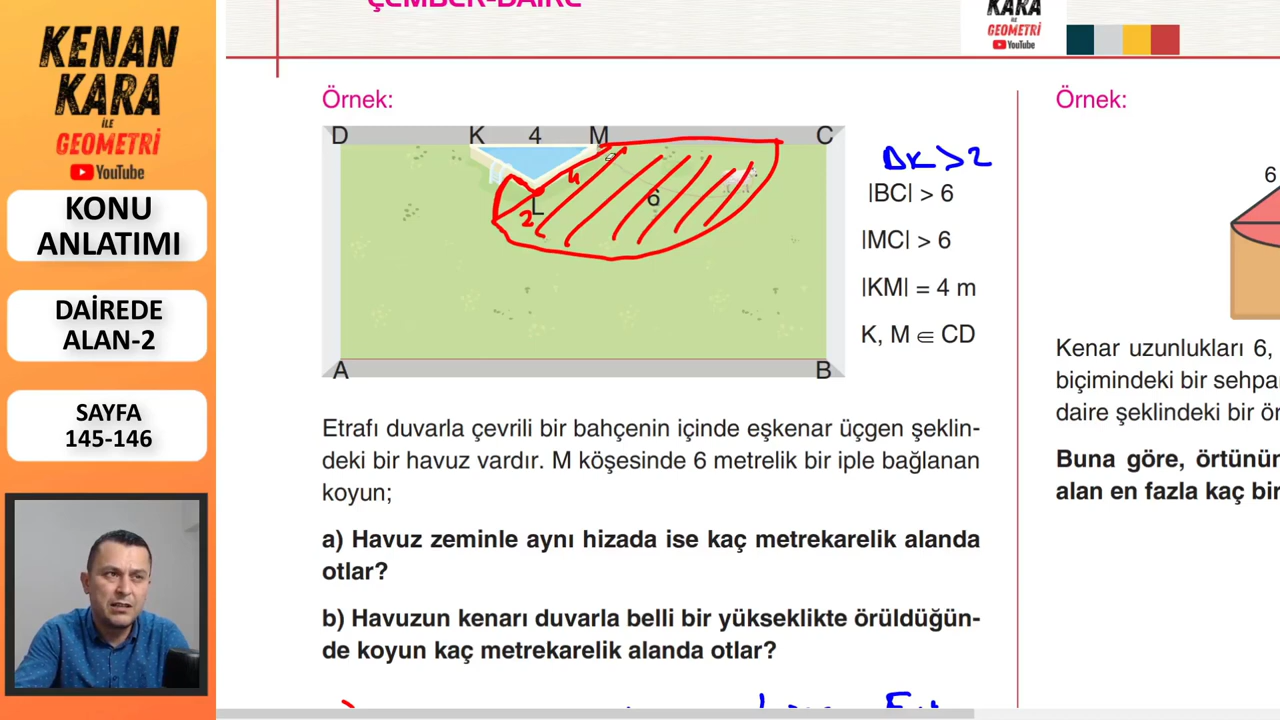 ÇEMBER-DAİRE
KENAN
KARA
İLE
GEOMETRİ
YouTube
KONU
ANLATIMI
DAİREDE
ALAN-2
SAYFA
145-146
KARA
İLE
GEOMETRİ
YouTube
Örnek:
D K 4 M C
4
6
L
2
A B
DK > 2
|BC| > 6
|MC| > 6
|KM| = 4 m
K, M ∈ CD
Etrafı duvarla çevrili bir bahçenin içinde eşkenar üçgen şeklin-
deki bir havuz vardır. M köşesinde 6 metrelik bir iple bağlanan
koyun;
a) Havuz zeminle aynı hizada ise kaç metrekarelik alanda
otlar?
b) Havuzun kenarı duvarla belli bir yükseklikte örüldüğün-
de koyun kaç metrekarelik alanda otlar?
Örnek:
6
Kenar uzunlukları 6,
biçimindeki bir sehpa
daire şeklindeki bir ör
Buna göre, örtünün
alan en fazla kaç bir